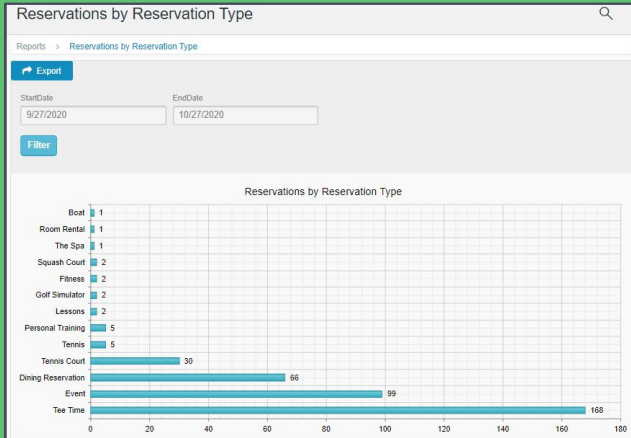 Reservations by Reservation Type
Reports > Reservations by Reservation Type
Export
StartDate EndDate
9/27/2020 10/27/2020
Filter
Reservations by Reservation Type
Boat 1
Room Rental 1
The Spa 1
Squash Court 2
Fitness 2
Golf Simulator 2
Lessons 2
Personal Training 5
Tennis 5
Tennis Court 30
Dining Reservation 66
Event 99
Tee Time 168
0 20 40 60 80 100 120 140 160 180